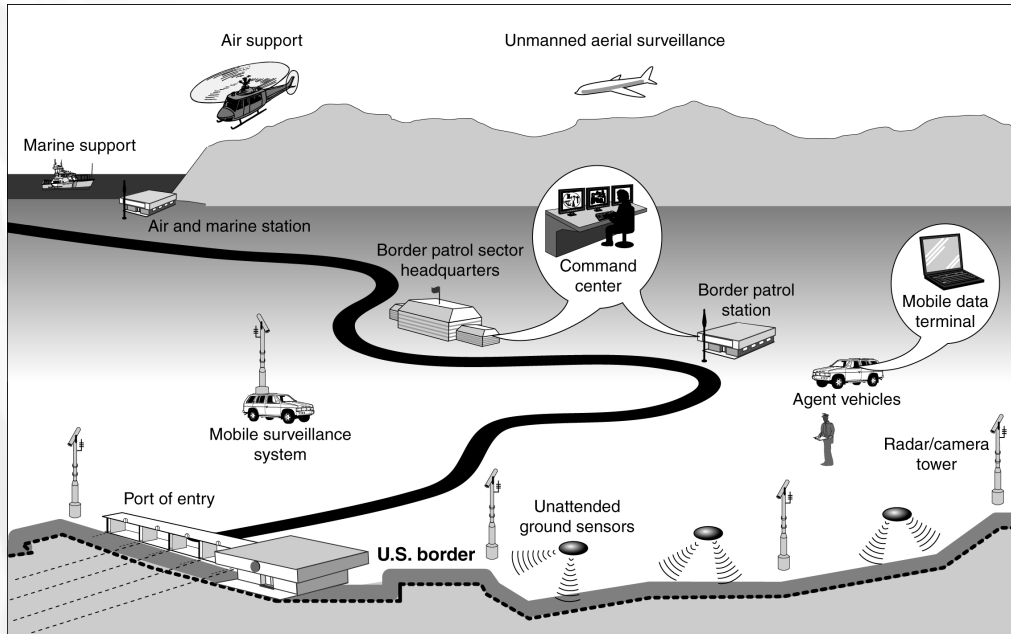 Air support
Unmanned aerial surveillance
Marine support
Air and marine station
Border patrol sector
headquarters
Command
center
Border patrol
station
Mobile data
terminal
Agent vehicles
Mobile surveillance
system
Radar/camera
tower
Port of entry
Unattended
ground sensors
U.S. border